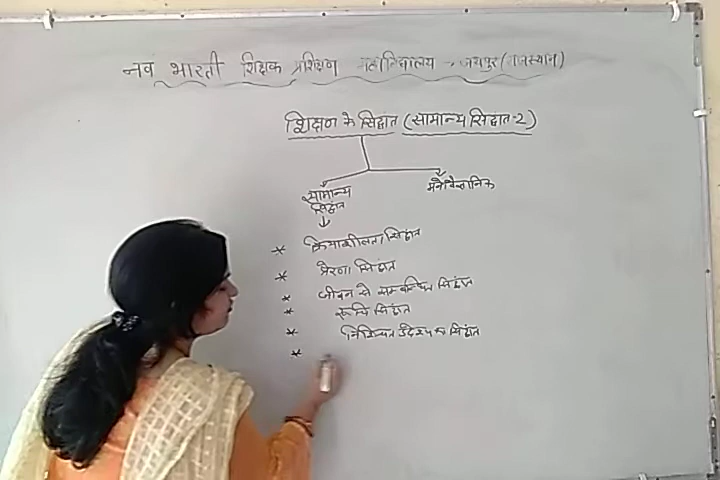 नव भारती शिक्षक प्रशिक्षण महाविद्यालय → जयपुर (राजस्थान)
शिक्षण के सिद्धांत (सामान्य सिद्धांत-2)
सामान्य सिद्धांत
मनोवैज्ञानिक
* क्रियाशीलता सिद्धांत
* प्रेरणा सिद्धांत
* जीवन से सम्बन्धित सिद्धांत
* रूचि सिद्धांत
* निश्चित उद्देश्य का सिद्धांत
*